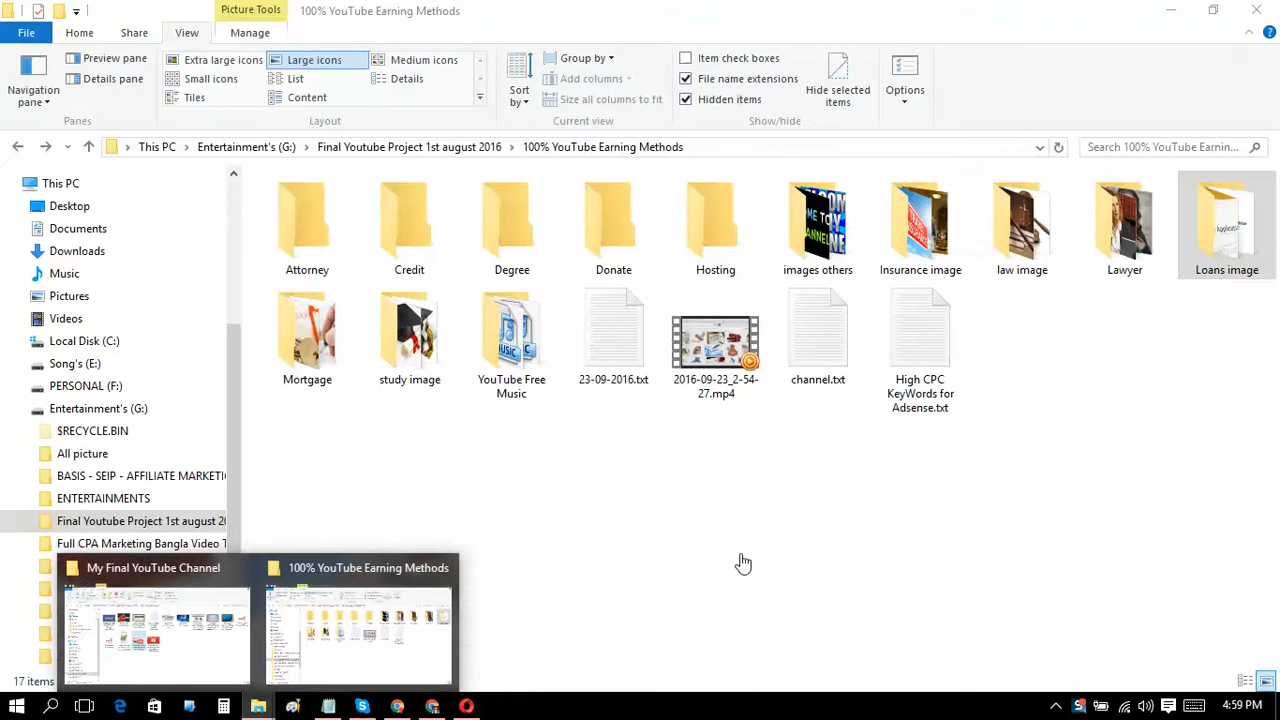 Picture Tools
100% YouTube Earning Methods
File
Home
Share
View
Manage
Preview pane
Details pane
Navigation pane
Panes
Extra large icons
Large icons
Medium icons
Small icons
List
Details
Tiles
Content
Layout
Sort by
Group by
Add columns
Size all columns to fit
Current view
Item check boxes
File name extensions
Hidden items
Hide selected items
Show/hide
Options
This PC > Entertainment's (G:) > Final Youtube Project 1st august 2016 > 100% YouTube Earning Methods
Search 100% YouTube Earnin...
This PC
Desktop
Documents
Downloads
Music
Pictures
Videos
Local Disk (C:)
Song's (E:)
PERSONAL (F:)
Entertainment's (G:)
$RECYCLE.BIN
All picture
BASIS - SEIP - AFFILIATE MARKETI
ENTERTAINMENTS
Final Youtube Project 1st august 20
Full CPA Marketing Bangla Video T
Attorney
Credit
Degree
Donate
Hosting
images others
Insurance image
law image
Lawyer
Loans image
Mortgage
study image
YouTube Free
Music
23-09-2016.txt
2016-09-23_2-54-
27.mp4
channel.txt
High CPC
KeyWords for
Adsense.txt
My Final YouTube Channel
100% YouTube Earning Methods
17 items
4:59 PM